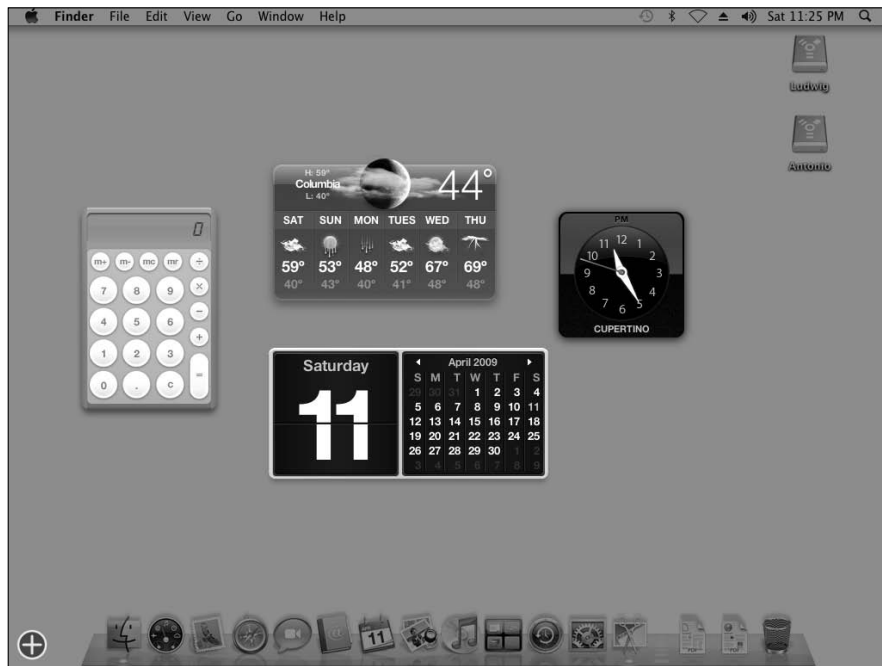 Finder File Edit View Go Window Help Sat 11:25 PM
Ludwig
Antonio
H: 59°
Columbia
L: 40°
44°
SAT SUN MON TUES WED THU
59° 53° 48° 52° 67° 69°
40° 43° 40° 41° 48° 48°
0
m+ m- mc mr ÷
7 8 9 ×
4 5 6 −
+
1 2 3
0 . c =
PM
12
11 1
10 2
9 3
8 4
7 5
6
CUPERTINO
Saturday
11
April 2009
S M T W T F S
29 30 31 1 2 3 4
5 6 7 8 9 10 11
12 13 14 15 16 17 18
19 20 21 22 23 24 25
26 27 28 29 30 1 2
3 4 5 6 7 8 9
11
PDF PDF